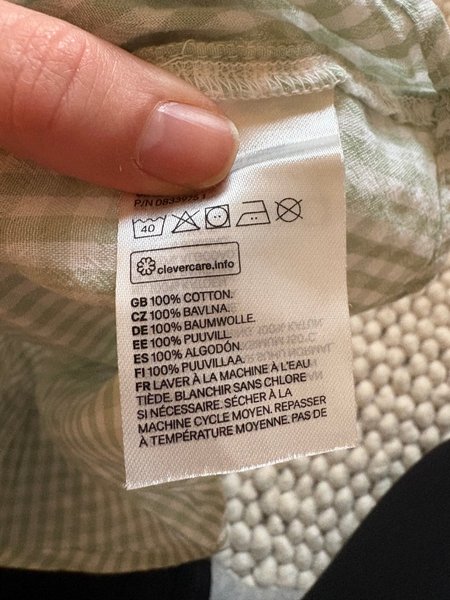 40
clevercare.info
GB 100% COTTON.
CZ 100% BAVLNA.
DE 100% BAUMWOLLE.
EE 100% PUUVILL.
ES 100% ALGODÓN.
FI 100% PUUVILLAA.
FR LAVER À LA MACHINE À L'EAU
TIÈDE. BLANCHIR SANS CHLORE
SI NÉCESSAIRE. SÉCHER À LA
MACHINE CYCLE MOYEN. REPASSER
À TEMPÉRATURE MOYENNE. PAS DE